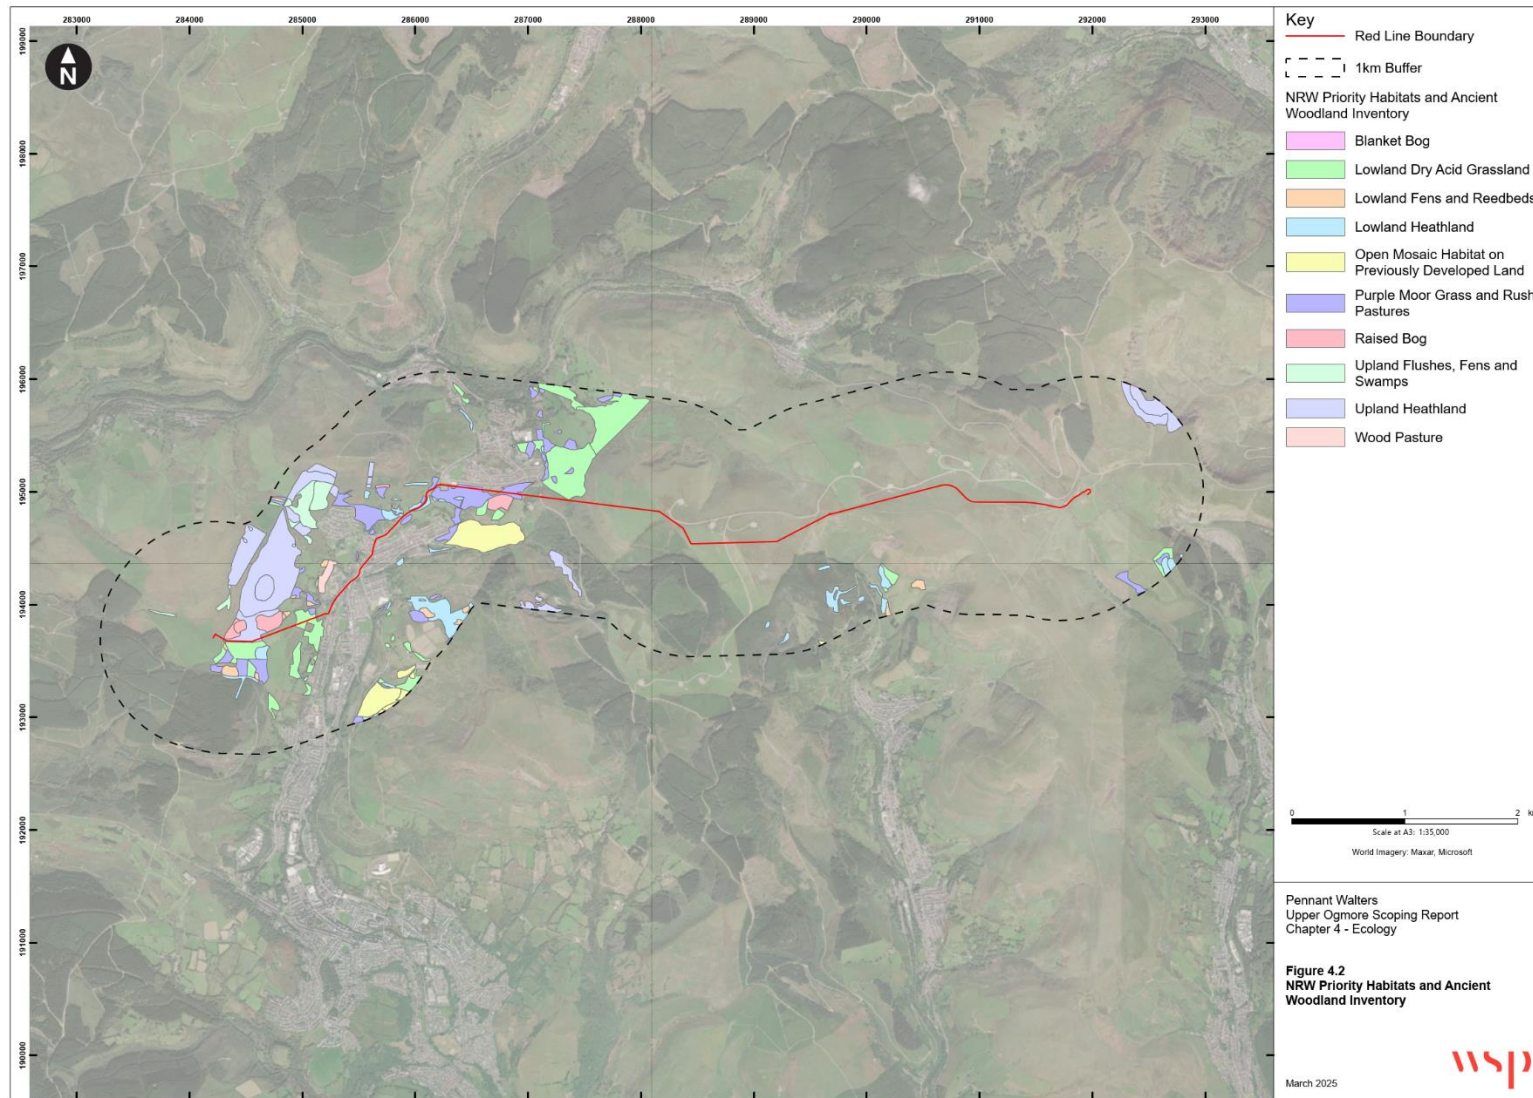 283000 284000 285000 286000 287000 288000 289000 290000 291000 292000 293000
199000
198000
197000
196000
195000
194000
193000
192000
191000
190000
N
Key
Red Line Boundary
1km Buffer
NRW Priority Habitats and Ancient
Woodland Inventory
Blanket Bog
Lowland Dry Acid Grassland
Lowland Fens and Reedbeds
Lowland Heathland
Open Mosaic Habitat on
Previously Developed Land
Purple Moor Grass and Rush
Pastures
Raised Bog
Upland Flushes, Fens and
Swamps
Upland Heathland
Wood Pasture
0 1 2
Scale at A3: 1:35,000
World Imagery: Maxar, Microsoft
Pennant Walters
Upper Ogmore Scoping Report
Chapter 4 - Ecology
Figure 4.2
NRW Priority Habitats and Ancient
Woodland Inventory
March 2025
wsp